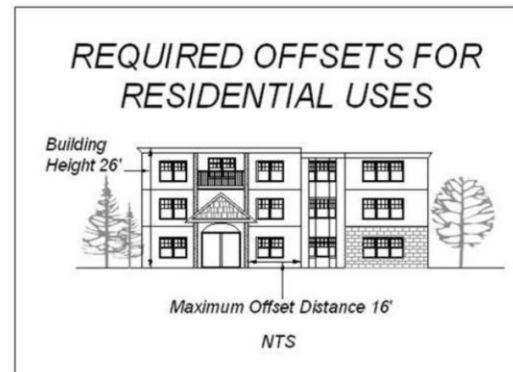 REQUIRED OFFSETS FOR
RESIDENTIAL USES
Building
Height 26'
Maximum Offset Distance 16'
NTS